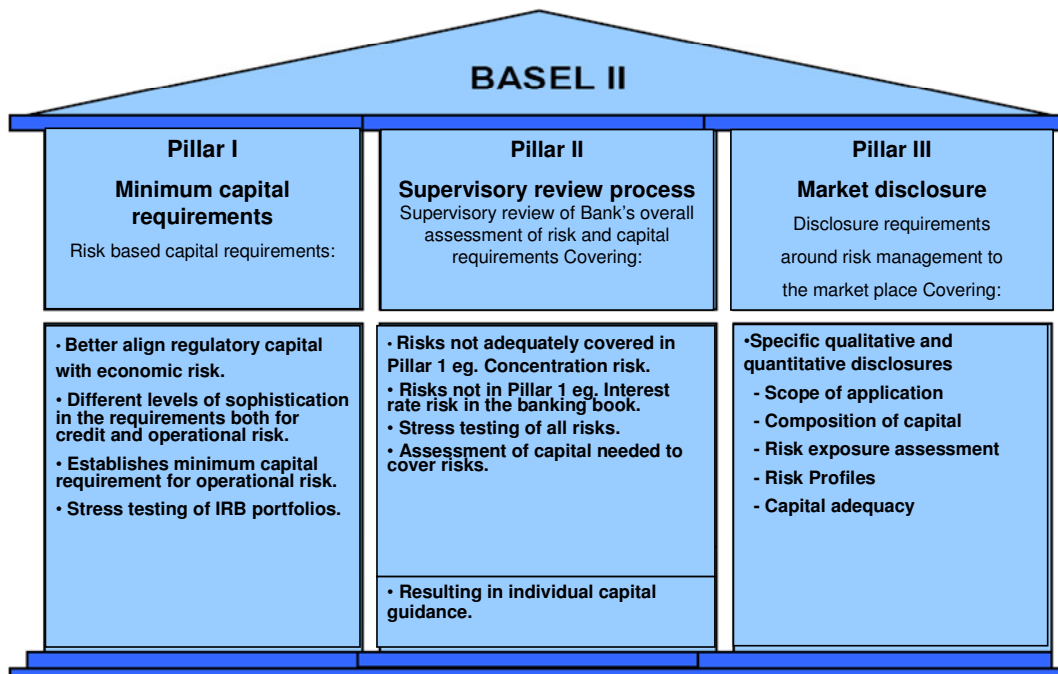 BASEL II
Pillar I
Minimum capital
requirements
Risk based capital requirements:
Pillar II
Supervisory review process
Supervisory review of Bank's overall
assessment of risk and capital
requirements Covering:
Pillar III
Market disclosure
Disclosure requirements
around risk management to
the market place Covering:
• Better align regulatory capital
with economic risk.
• Different levels of sophistication
in the requirements both for
credit and operational risk.
• Establishes minimum capital
requirement for operational risk.
• Stress testing of IRB portfolios.
• Risks not adequately covered in
Pillar 1 eg. Concentration risk.
• Risks not in Pillar 1 eg. Interest
rate risk in the banking book.
• Stress testing of all risks.
• Assessment of capital needed to
cover risks.
• Resulting in individual capital
guidance.
•Specific qualitative and
quantitative disclosures
- Scope of application
- Composition of capital
- Risk exposure assessment
- Risk Profiles
- Capital adequacy